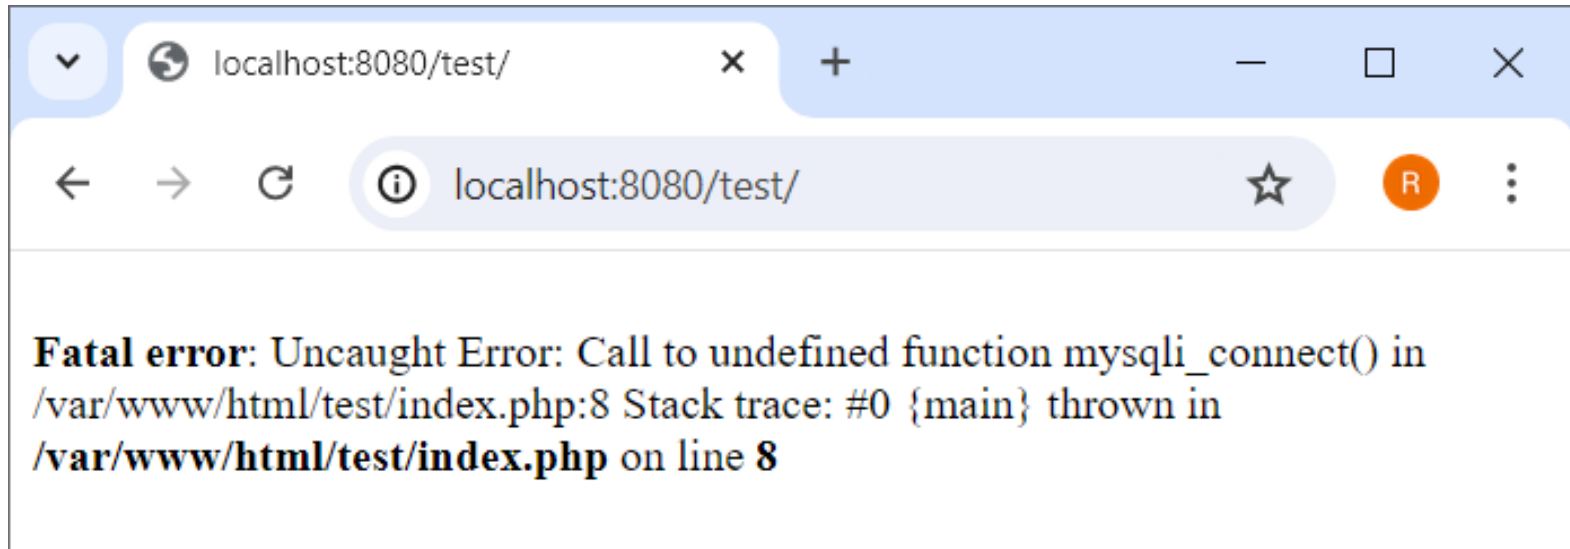 localhost:8080/test/
localhost:8080/test/
R
Fatal error: Uncaught Error: Call to undefined function mysqli_connect() in
/var/www/html/test/index.php:8 Stack trace: #0 {main} thrown in
/var/www/html/test/index.php on line 8